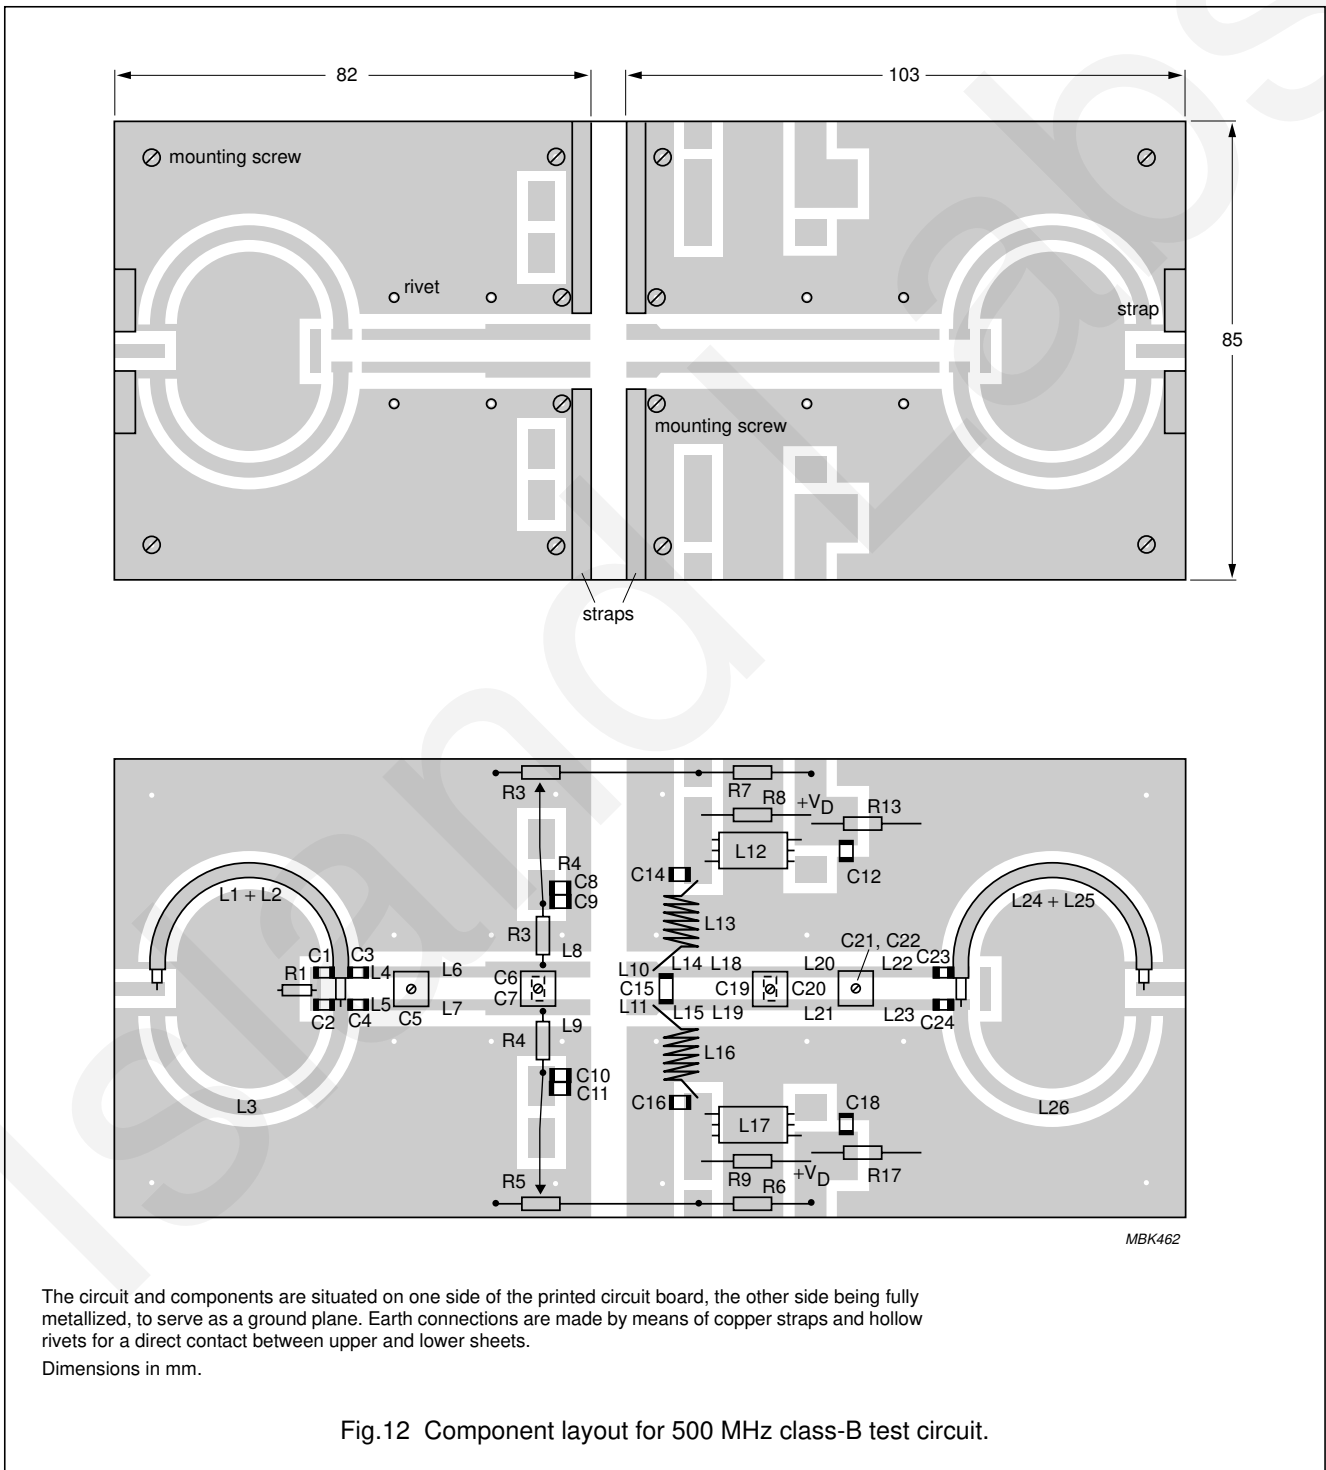 82
103
mounting screw
rivet
strap
85
mounting screw
straps
R3
R7
R8
+VD
R13
L12
R4
C14
C8
C9
C12
L1 + L2
L24 + L25
L13
R3
C21, C22
L8
C1
C3
L10
L14
L18
L20
L22
C23
R1
L4
L6
C6
C15
C19
C20
C7
L11
L5
L7
L15
L19
L21
L23
C2
C4
C5
L9
C24
R4
L16
C10
C11
C16
C18
L3
L17
L26
R5
R9
R6
+VD
R17
MBK462
The circuit and components are situated on one side of the printed circuit board, the other side being fully
metallized, to serve as a ground plane. Earth connections are made by means of copper straps and hollow
rivets for a direct contact between upper and lower sheets.
Dimensions in mm.
Fig.12 Component layout for 500 MHz class-B test circuit.
Island Labs